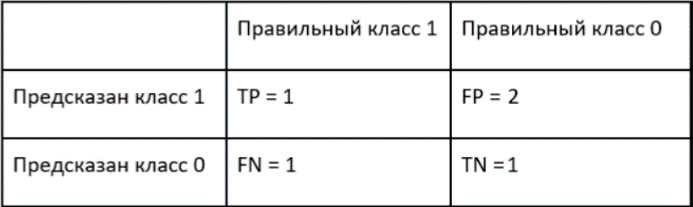 Правильный класс 1 Правильный класс 0
Предсказан класс 1 TP = 1 FP = 2
Предсказан класс 0 FN = 1 TN =1